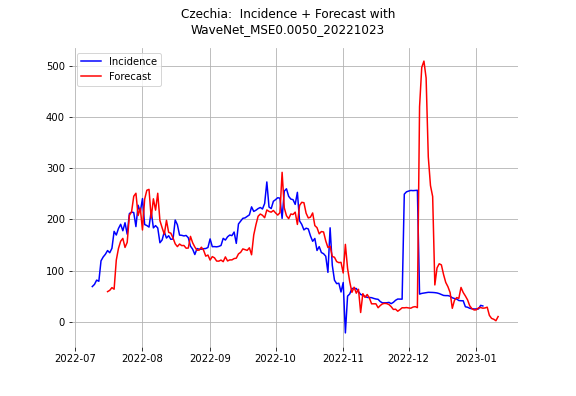 Czechia:  Incidence + Forecast with
WaveNet_MSE0.0050_20221023
Incidence
Forecast
500
400
300
200
100
0
2022-07 2022-08 2022-09 2022-10 2022-11 2022-12 2023-01